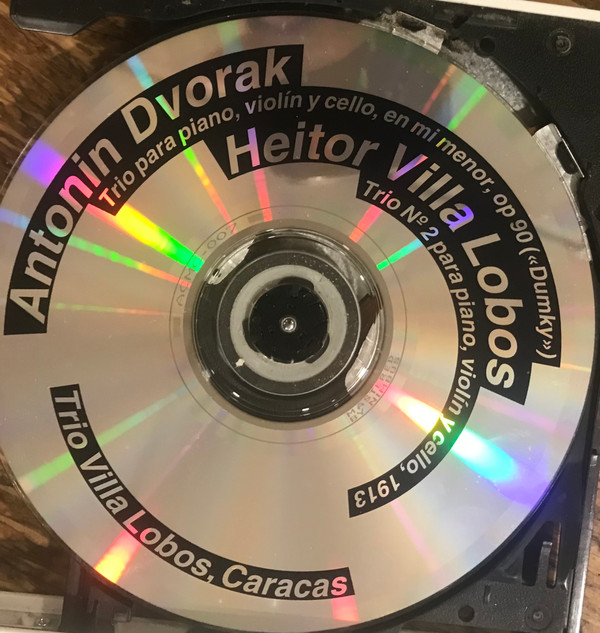 Antonin Dvorak
Trio para piano, violín y cello, en mi menor, op 90 («Dumky»)
Heitor Villa Lobos
Trio Nº 2 para piano, violín y cello, 1913
Trio Villa Lobos, Caracas